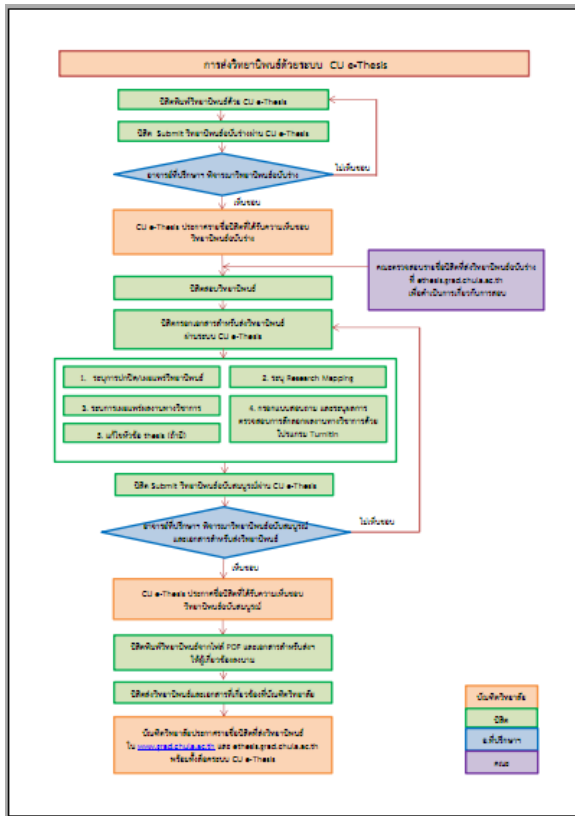 การส่งวิทยานิพนธ์ด้วยระบบ CU e-Thesis
นิสิตพิมพ์วิทยานิพนธ์ด้วย CU e-Thesis
นิสิต Submit วิทยานิพนธ์ฉบับร่างผ่าน CU e-Thesis
ไม่เห็นชอบ
อาจารย์ที่ปรึกษาฯ พิจารณาวิทยานิพนธ์ฉบับร่าง
เห็นชอบ
CU e-Thesis ประกาศรายชื่อนิสิตที่ได้รับความเห็นชอบ
วิทยานิพนธ์ฉบับร่าง
คณะตรวจสอบรายชื่อนิสิตที่ส่งวิทยานิพนธ์ฉบับร่าง
ที่ ethesis.grad.chula.ac.th
เพื่อดำเนินการเกี่ยวกับการสอบ
นิสิตสอบวิทยานิพนธ์
นิสิตกรอกเอกสารสำหรับส่งวิทยานิพนธ์
ผ่านระบบ CU e-Thesis
1. ระบุการปกปิด/เผยแพร่วิทยานิพนธ์
2. ระบุ Research Mapping
3. ระบุการเผยแพร่ผลงานทางวิชาการ
4. กรอกแบบสอบถาม และระบุผลการ
ตรวจสอบการคัดลอกผลงานทางวิชาการด้วย
โปรแกรม Turnitin
3. แก้ไขหัวข้อ thesis (ถ้ามี)
นิสิต Submit วิทยานิพนธ์ฉบับสมบูรณ์ผ่าน CU e-Thesis
ไม่เห็นชอบ
อาจารย์ที่ปรึกษาฯ พิจารณาวิทยานิพนธ์ฉบับสมบูรณ์
และเอกสารสำหรับส่งวิทยานิพนธ์
เห็นชอบ
CU e-Thesis ประกาศชื่อนิสิตที่ได้รับความเห็นชอบ
วิทยานิพนธ์ฉบับสมบูรณ์
นิสิตพิมพ์วิทยานิพนธ์จากไฟล์ PDF และเอกสารสำหรับส่งฯ
ให้ผู้เกี่ยวข้องลงนาม
นิสิตส่งวิทยานิพนธ์และเอกสารที่เกี่ยวข้องที่บัณฑิตวิทยาลัย
บัณฑิตวิทยาลัยประกาศรายชื่อนิสิตที่ส่งวิทยานิพนธ์
ใน www.grad.chula.ac.th และ ethesis.grad.chula.ac.th
พร้อมทั้งล็อคระบบ CU e-Thesis
บัณฑิตวิทยาลัย
นิสิต
อ.ที่ปรึกษาฯ
คณะ